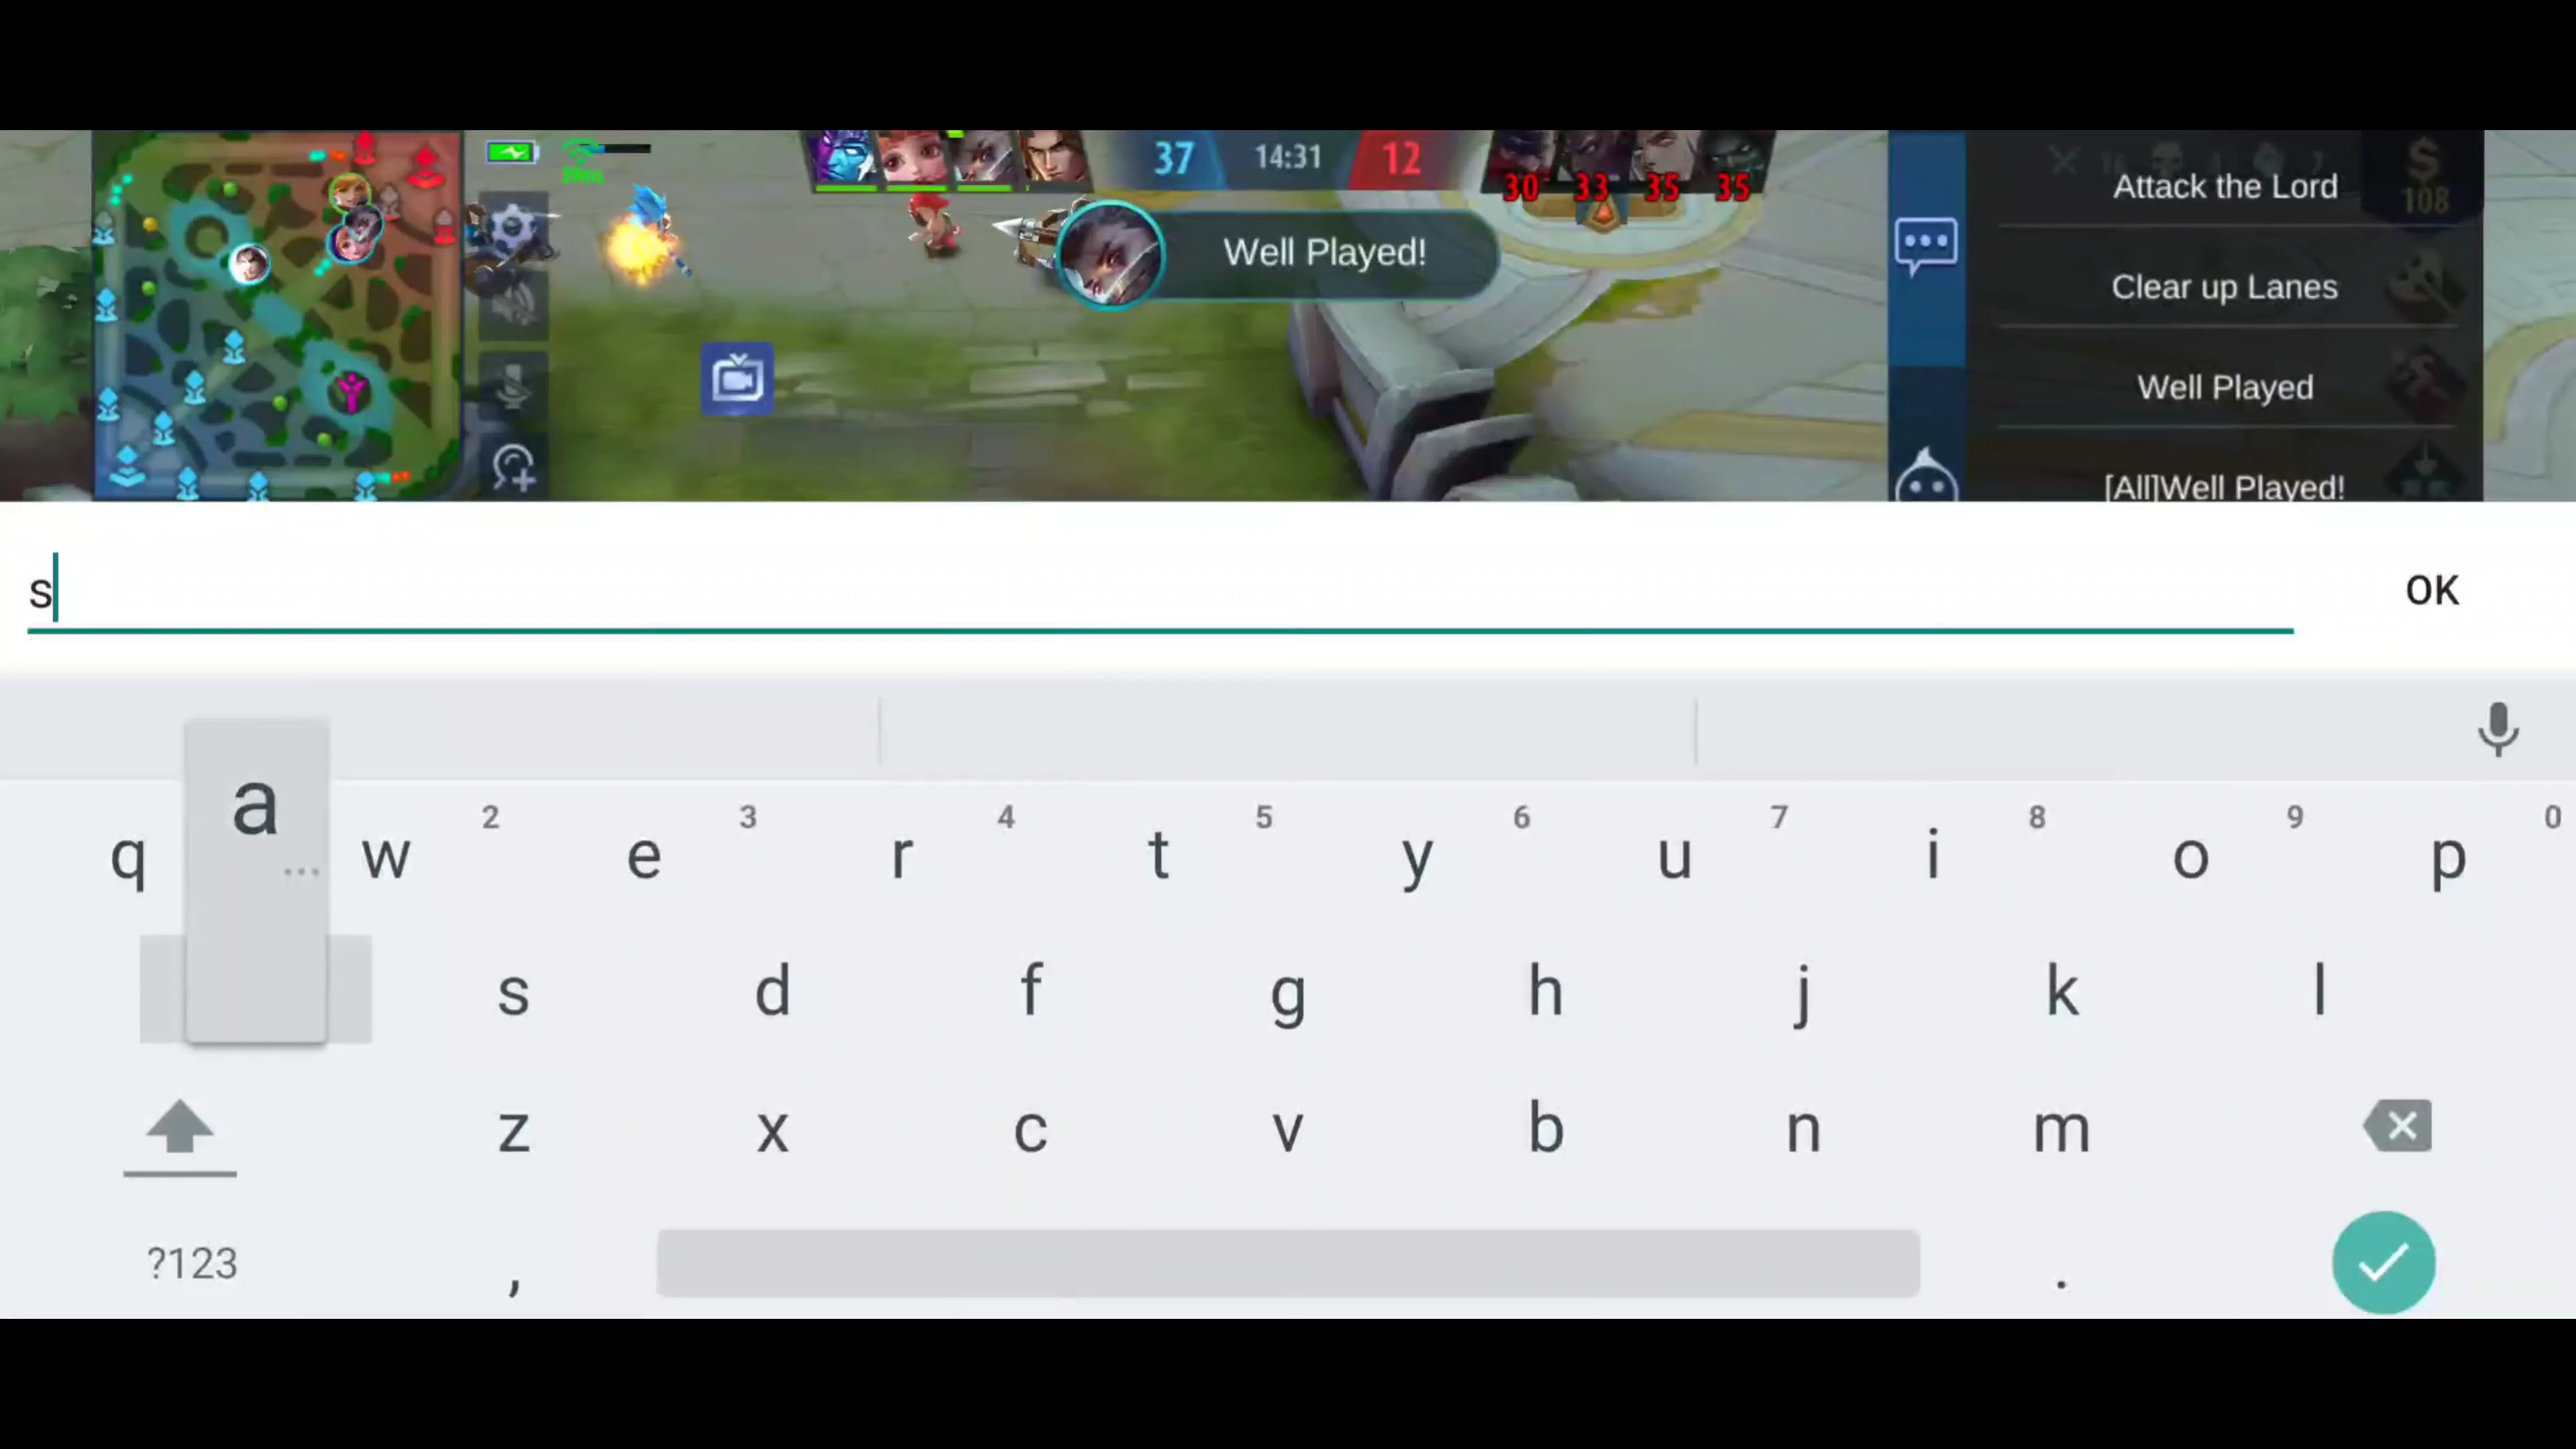 37 14:31 12
30 33 35 35
108
Well Played!
Attack the Lord
Clear up Lanes
Well Played
[All]Well Played!
s
OK
a
2 3 4 5 6 7 8 9 0
q w e r t y u i o p
s d f g h j k l
z x c v b n m
?123 , .